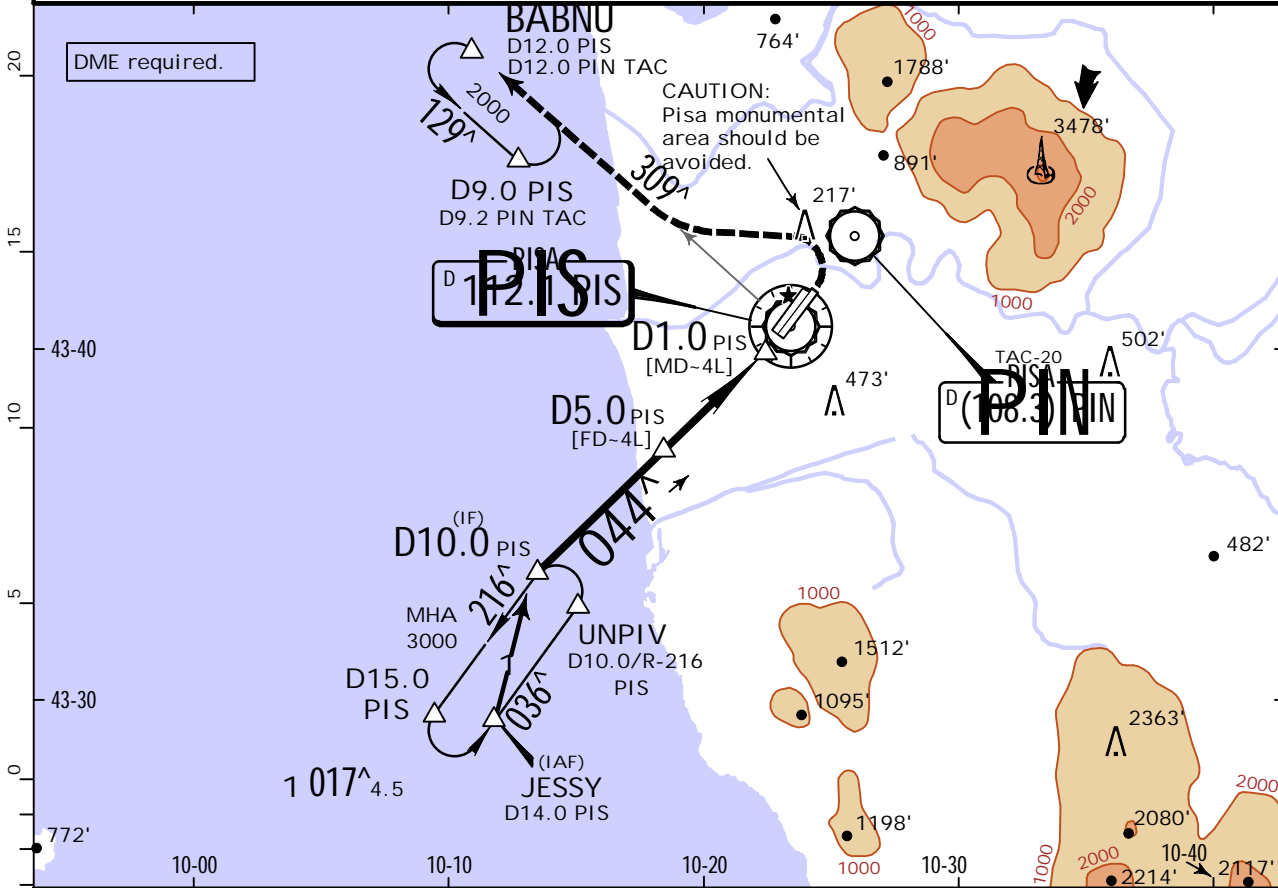 BABNU
D12.0 PIS
D12.0 PIN TAC
DME required.
20
764'
1000
1788'
CAUTION:
Pisa monumental
area should be
avoided.
3478'
2000
129^
891'
309^
D9.0 PIS
D9.2 PIN TAC
217'
2000
15
PISA
PIS
D 112.1 PIS
1000
D1.0 PIS
[MD~4L]
43-40
TAC-20
PISA
PIN
D (108.3) PIN
502'
473'
D5.0 PIS
[FD~4L]
10
044^
(IF)
D10.0 PIS
482'
5
216^
MHA
3000
UNPIV
D10.0/R-216
PIS
1000
1512'
D15.0
PIS
43-30
036^
1095'
2363'
(IAF)
JESSY
D14.0 PIS
0
1 017^ 4.5
2000
772'
1198'
2080'
10-00
10-10
10-20
10-30
10-40
1000
1000
2000
2214'
2117'